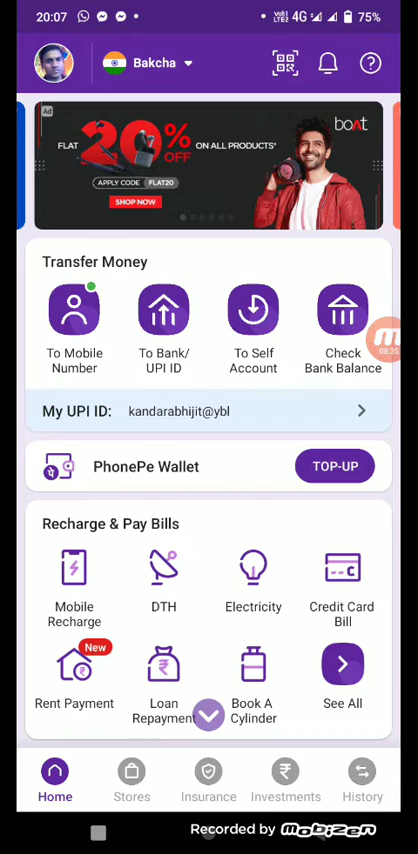 20:07
4G
75%
Bakcha
Ad
FLAT 20% OFF ON ALL PRODUCTS*
boAt
APPLY CODE FLAT20
SHOP NOW
Transfer Money
To Mobile Number
To Bank/ UPI ID
To Self Account
Check Bank Balance
08:35
My UPI ID: kandarabhijit@ybl
PhonePe Wallet
TOP-UP
Recharge & Pay Bills
Mobile Recharge
DTH
Electricity
Credit Card Bill
New
Rent Payment
Loan Repayment
Book A Cylinder
See All
Home
Stores
Insurance
Investments
History
Recorded by mobizen